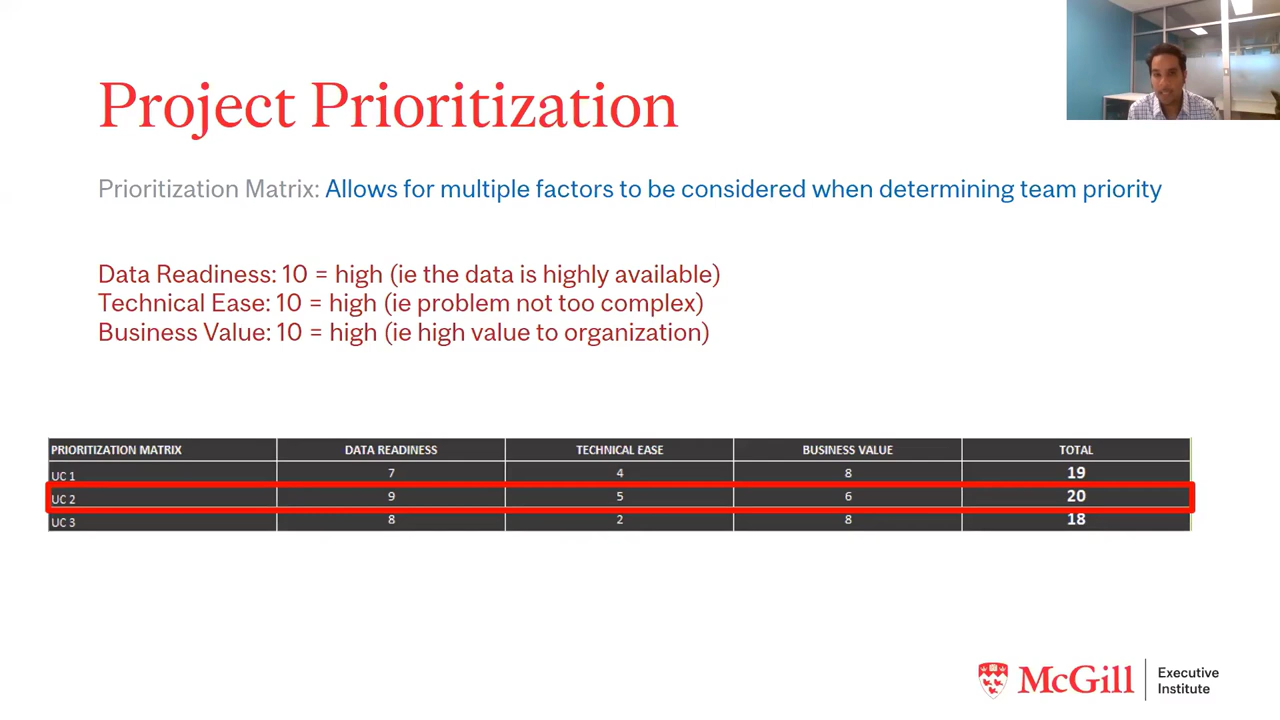 Project Prioritization
Prioritization Matrix: Allows for multiple factors to be considered when determining team priority
Data Readiness: 10 = high (ie the data is highly available)
Technical Ease: 10 = high (ie problem not too complex)
Business Value: 10 = high (ie high value to organization)
PRIORITIZATION MATRIX DATA READINESS TECHNICAL EASE BUSINESS VALUE TOTAL
UC 1 7 4 8 19
UC 2 9 5 6 20
UC 3 8 2 8 18
McGill Executive
Institute